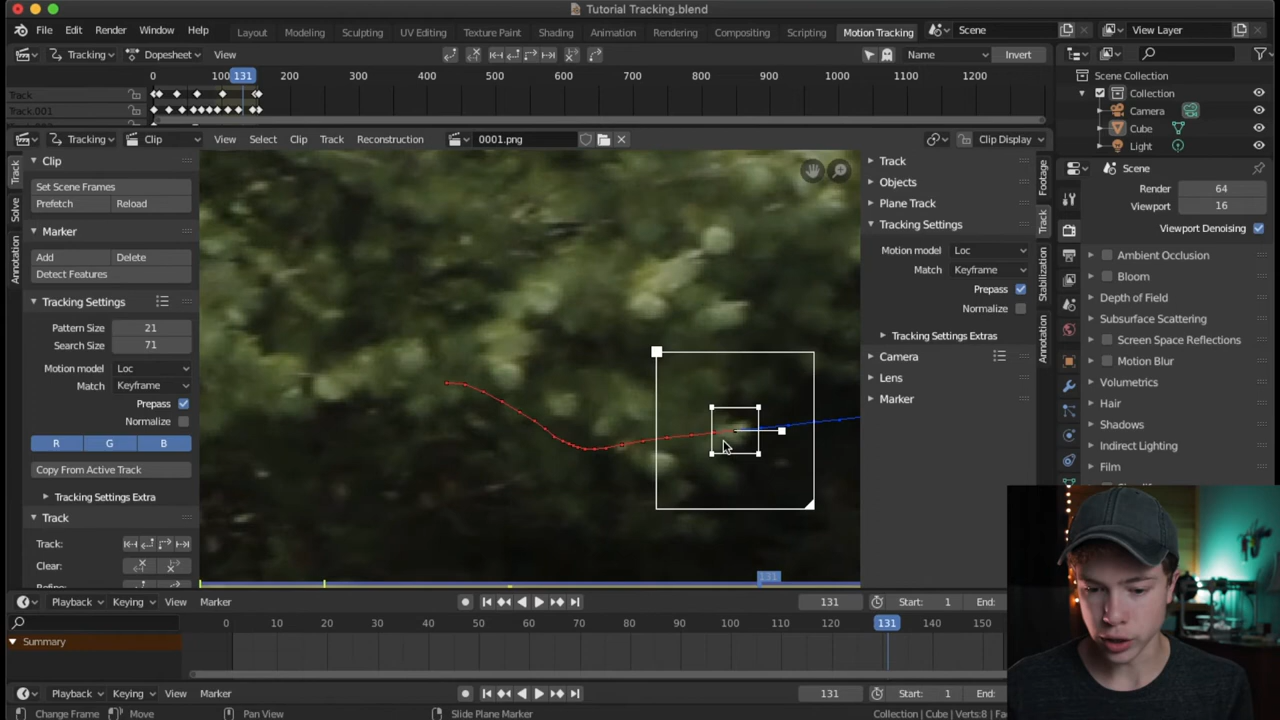 Tutorial Tracking.blend
File Edit Render Window Help Layout Modeling Sculpting UV Editing Texture Paint Shading Animation Rendering Compositing Scripting Motion Tracking Scene View Layer
Tracking Dopesheet View Name Invert
0 100 131 200 300 400 500 600 700 800 900 1000 1100 1200
Track
Track.001
Tracking Clip View Select Clip Track Reconstruction 0001.png Clip Display
Scene Collection
Collection
Camera
Cube
Light
Track
Solve
Annotation
Clip
Set Scene Frames
Prefetch Reload
Marker
Add Delete
Detect Features
Tracking Settings
Pattern Size 21
Search Size 71
Motion model: Loc
Match: Keyframe
Prepass
Normalize
R G B
Copy From Active Track
Tracking Settings Extra
Track
Track:
Clear:
131
Track
Objects
Plane Track
Tracking Settings
Motion model: Loc
Match: Keyframe
Prepass
Normalize
Tracking Settings Extras
Camera
Lens
Marker
Footage
Track
Stabilization
Annotation
Scene
Render 64
Viewport 16
Viewport Denoising
Ambient Occlusion
Bloom
Depth of Field
Subsurface Scattering
Screen Space Reflections
Motion Blur
Volumetrics
Hair
Shadows
Indirect Lighting
Film
Playback Keying View Marker 131 Start: 1 End:
0 10 20 30 40 50 60 70 80 90 100 110 120 131 140 150
Summary
Playback Keying View Marker 131 Start: 1 End:
Change Frame Move Pan View Slide Plane Marker Collection | Cube | Verts:8 |